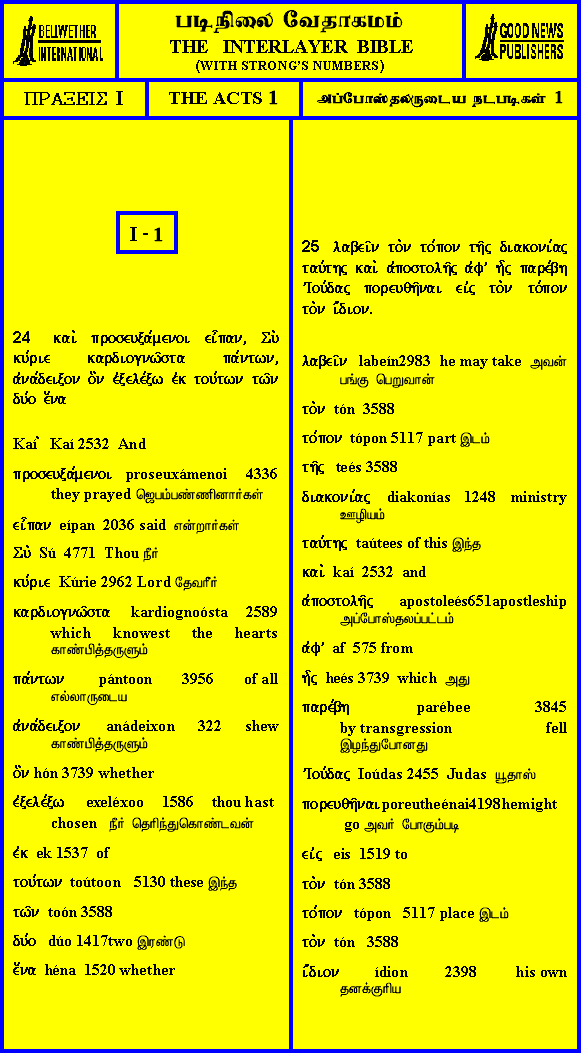 BELLWETHER
INTERNATIONAL
படிநிலை வேதாகமம்
THE INTERLAYER BIBLE
(WITH STRONG'S NUMBERS)
GOOD NEWS
PUBLISHERS
ΠΡΑΞΕΙΣ I
THE ACTS 1
அப்போஸ்தலருடைய நடபடிகள் 1
I - 1
24 καὶ προσευξάμενοι εἶπαν, Σὺ
κύριε καρδιογνῶστα πάντων,
ἀνάδειξον ὃν ἐξελέξω ἐκ τούτων τῶν
δύο ἕνα
Καἰ Kaí 2532 And
προσευξάμενοι proseuxámenoi 4336
they prayed ஜெபம்பண்ணினார்கள்
εἶπαν eípan 2036 said என்றார்கள்
Σὺ Sú 4771 Thou நீர்
κύριε Kúrie 2962 Lord தேவரீர்
καρδιογνῶστα kardiognoósta 2589
which knowest the hearts
காண்பித்தருளும்
πάντων pántoon 3956 of all
எல்லாருடைய
ἀνάδειξον anádeixon 322 shew
காண்பித்தருளும்
ὃν hón 3739 whether
ἐξελέξω exeléxoo 1586 thou hast
chosen நீர் தெரிந்துகொண்டவன்
ἐκ ek 1537 of
τούτων toútoon 5130 these இந்த
τῶν toón 3588
δύο dúo 1417two இரண்டு
ἕνα héna 1520 whether
25 λαβεῖν τὸν τόπον τῆς διακονίας
ταύτης καὶ ἀποστολῆς ἀφ’ ἧς παρέβη
Ἰούδας πορευθῆναι εἰς τὸν τόπον
τὸν ἴδιον.
λαβεῖν labeín2983 he may take அவன்
பங்கு பெறுவான்
τὸν tón 3588
τόπον tópon 5117 part இடம்
τῆς teés 3588
διακονίας diakonías 1248 ministry
ஊழியம்
ταύτης taútees of this இந்த
καὶ kaí 2532 and
ἀποστολῆς apostoleés651apostleship
அப்போஸ்தலப்பட்டம்
ἀφ’ af 575 from
ἧς heés 3739 which அது
παρέβη parébee 3845
by transgression fell
இழந்துபோனது
Ἰούδας Ioúdas 2455 Judas யூதாஸ்
πορευθῆναι poreutheénai4198hemight
go அவர் போகும்படி
εἰς eis 1519 to
τὸν tón 3588
τόπον tópon 5117 place இடம்
τὸν tón 3588
ἴδιον ídion 2398 his own
தனக்குரிய